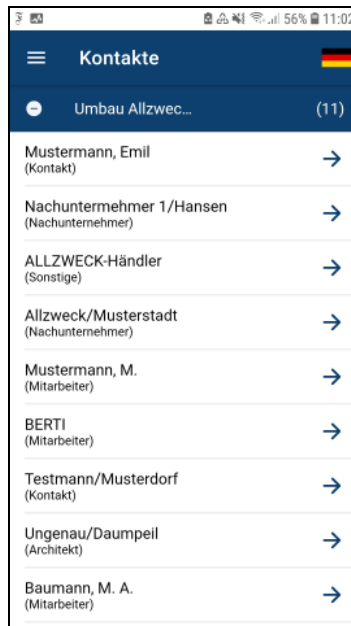 56% 11:02
Kontakte
Umbau Allzwec... (11)
Mustermann, Emil
(Kontakt)
Nachuntermehmer 1/Hansen
(Nachunternehmer)
ALLZWECK-Händler
(Sonstige)
Allzweck/Musterstadt
(Nachunternehmer)
Mustermann, M.
(Mitarbeiter)
BERTI
(Mitarbeiter)
Testmann/Musterdorf
(Kontakt)
Ungenau/Daumpeil
(Architekt)
Baumann, M. A.
(Mitarbeiter)